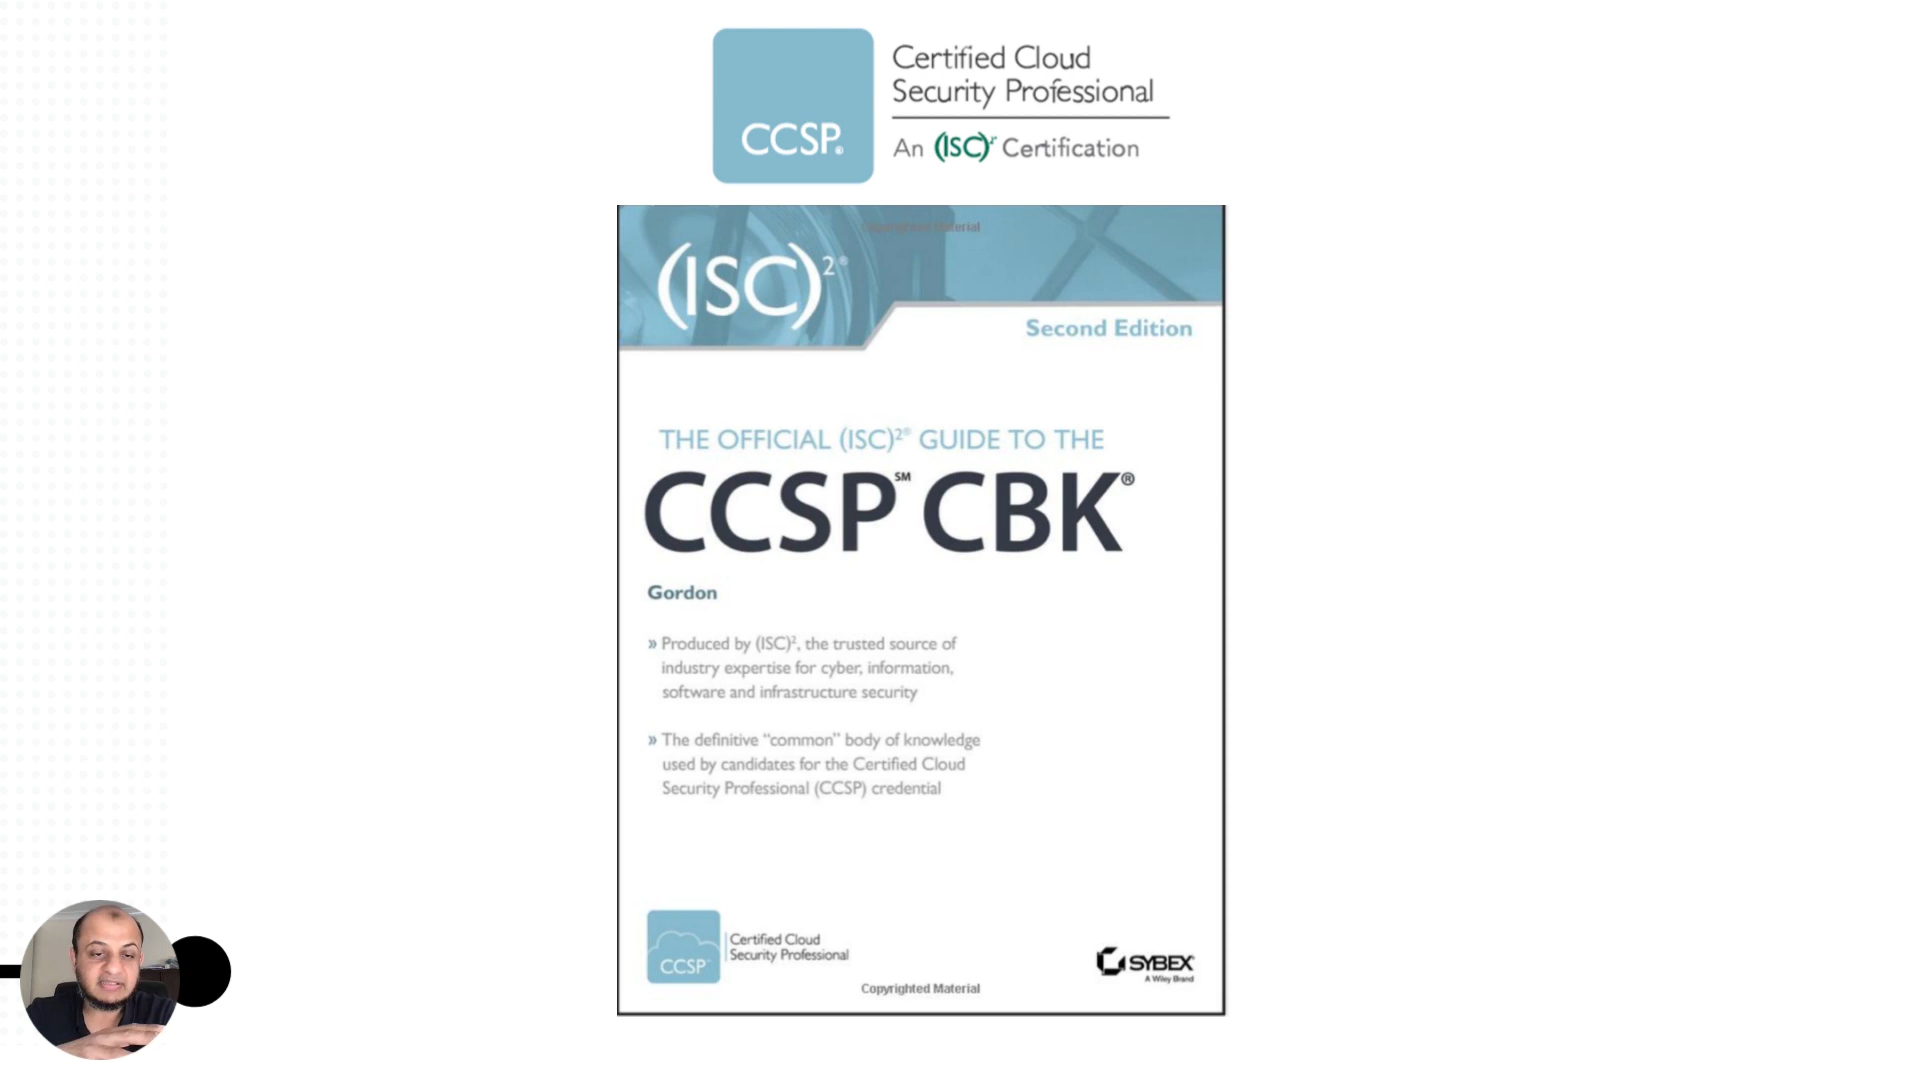 CCSP®
Certified Cloud
Security Professional
An (ISC)² Certification
Copyrighted Material
(ISC)²®
Second Edition
THE OFFICIAL (ISC)²® GUIDE TO THE
CCSP℠ CBK®
Gordon
» Produced by (ISC)², the trusted source of
industry expertise for cyber, information,
software and infrastructure security
» The definitive “common” body of knowledge
used by candidates for the Certified Cloud
Security Professional (CCSP) credential
CCSP
Certified Cloud
Security Professional
SYBEX
A Wiley Brand
Copyrighted Material